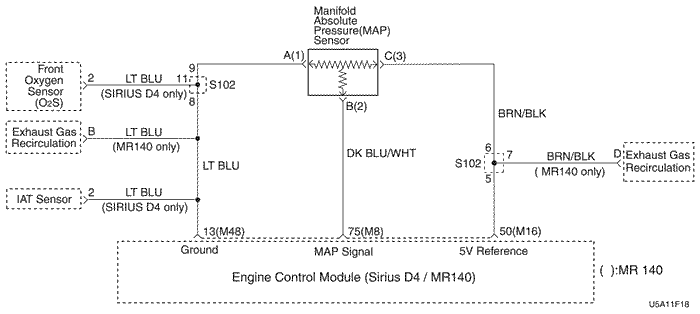 Manifold
Absolute
Pressure(MAP)
Sensor
A(1)
C(3)
B(2)
Front
Oxygen
Sensor
(O2S)
2
LT BLU
(SIRIUS D4 only)
9
11
8
S102
Exhaust Gas
Recirculation
B
LT BLU
(MR140 only)
LT BLU
DK BLU/WHT
BRN/BLK
6
S102
7
5
BRN/BLK
( MR140 only)
D
Exhaust Gas
Recirculation
IAT Sensor
2
LT BLU
(SIRIUS D4 only)
13(M48)
75(M8)
50(M16)
Ground
MAP Signal
5V Reference
Engine Control Module (Sirius D4 / MR140)
( ):MR 140
U5A11F18